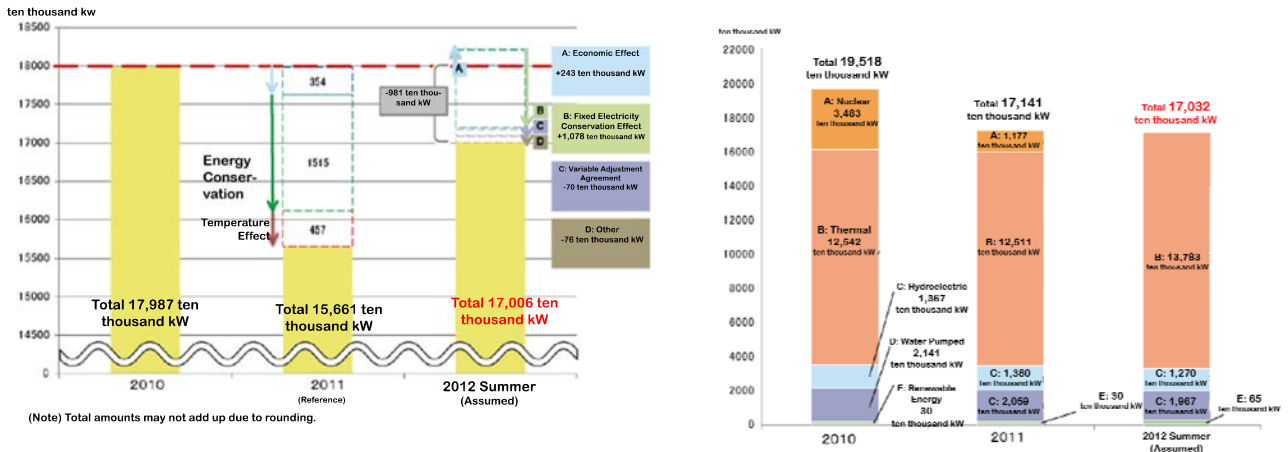 ten thousand kw
18500
18000
17500
17000
16500
16000
15500
15000
14500
0
354
1515
457
Energy
Conser-
vation
Temperature
Effect
-981 ten thou-
sand kW
A
B
C
D
A: Economic Effect
+243 ten thousand kW
B: Fixed Electricity
Conservation Effect
+1,078 ten thousand kW
C: Variable Adjustment
Agreement
-70 ten thousand kW
D: Other
-76 ten thousand kW
Total 17,987 ten
thousand kW
Total 15,661 ten
thousand kW
Total 17,006 ten
thousand kW
2010
2011
(Reference)
2012 Summer
(Assumed)
(Note) Total amounts may not add up due to rounding.
ten thousand kW
22000
20000
18000
16000
14000
12000
10000
8000
6000
4000
2000
0
Total 19,518
ten thousand kW
A: Nuclear
3,483
ten thousand kW
B: Thermal
12,542
ten thousand kW
C: Hydroelectric
1,367
ten thousand kW
D: Water Pumped
2,141
ten thousand kW
F: Renewable
Energy
30
ten thousand kW
Total 17,141
ten thousand kW
A: 1,177
ten thousand kW
B: 12,511
ten thousand kW
C: 1,380
ten thousand kW
C: 2,059
ten thousand kW
E: 30
ten thousand kW
Total 17,032
ten thousand kW
B: 13,783
ten thousand kW
C: 1,270
ten thousand kW
C: 1,967
ten thousand kW
E: 65
ten thousand kW
2010
2011
2012 Summer
(Assumed)